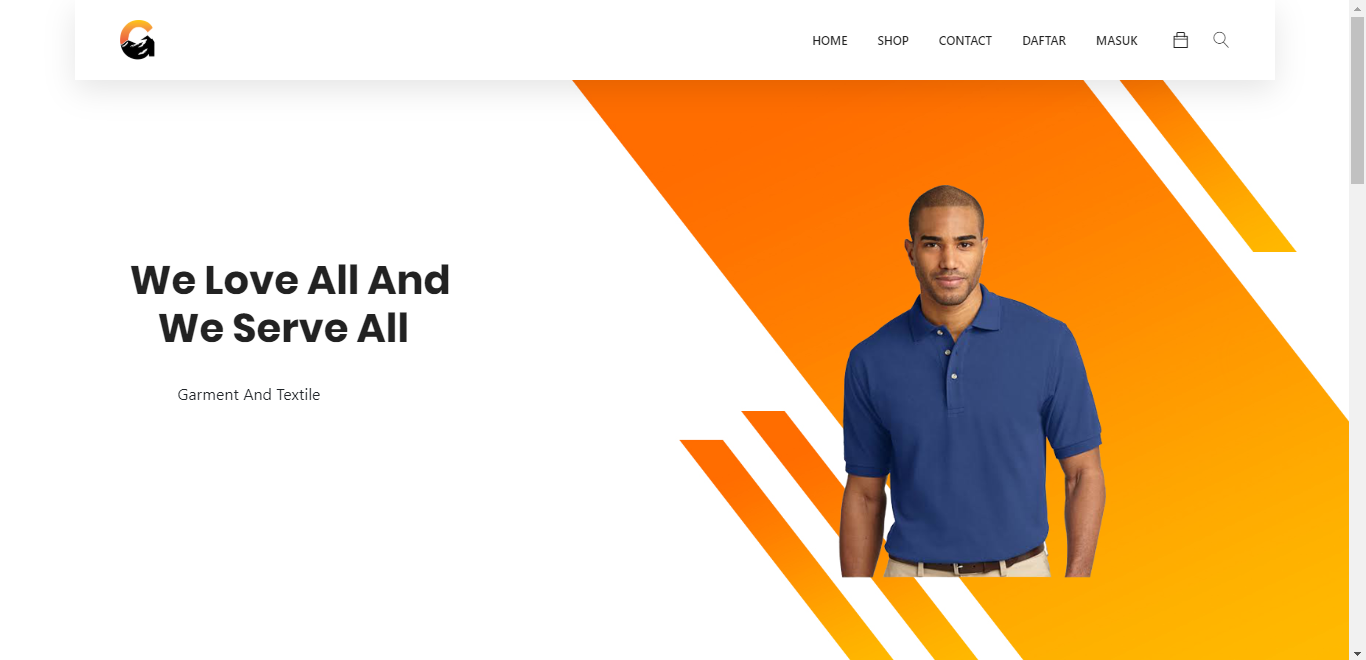 HOME SHOP CONTACT DAFTAR MASUK
We Love All And
We Serve All
Garment And Textile